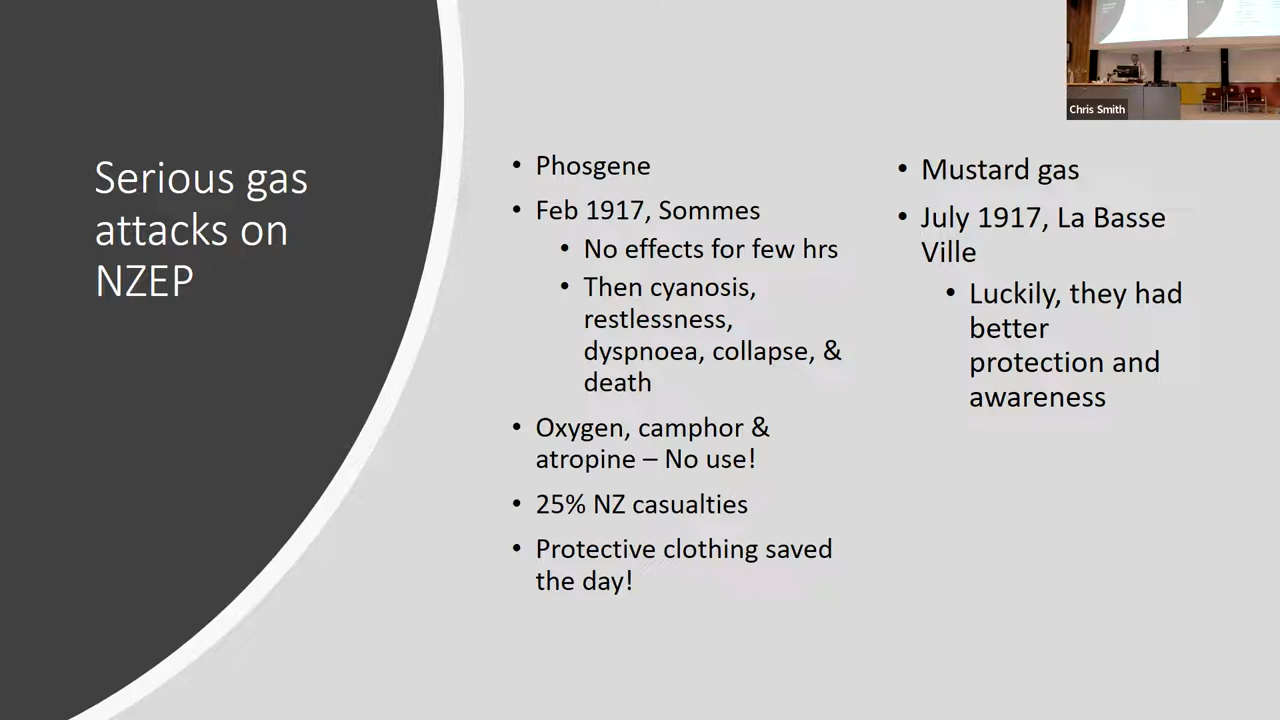 Serious gas
attacks on
NZEP
• Phosgene
• Feb 1917, Sommes
• No effects for few hrs
• Then cyanosis,
restlessness,
dyspnoea, collapse, &
death
• Oxygen, camphor &
atropine – No use!
• 25% NZ casualties
• Protective clothing saved
the day!
• Mustard gas
• July 1917, La Basse
Ville
• Luckily, they had
better
protection and
awareness
Chris Smith